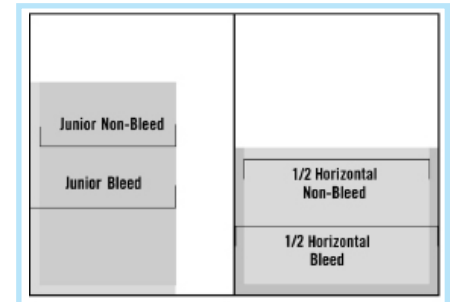 Junior Non-Bleed
Junior Bleed
1/2 Horizontal
Non-Bleed
1/2 Horizontal
Bleed